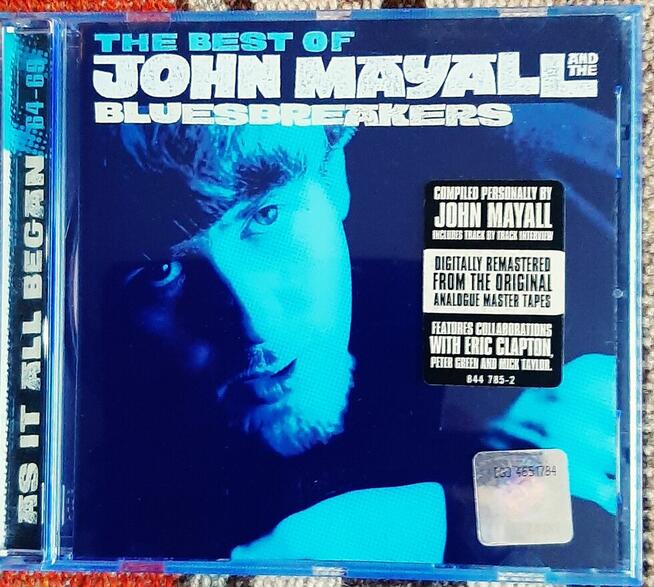 THE BEST OF
JOHN MAYALL AND THE
BLUESBREAKERS
AS IT ALL BEGAN 64-69
COMPILED PERSONALLY BY
JOHN MAYALL
INCLUDES TRACK BY TRACK INTERVIEW
DIGITALLY REMASTERED
FROM THE ORIGINAL
ANALOGUE MASTER TAPES
FEATURES COLLABORATIONS
WITH ERIC CLAPTON,
PETER GREEN AND MICK TAYLOR.
844 785-2
4651784